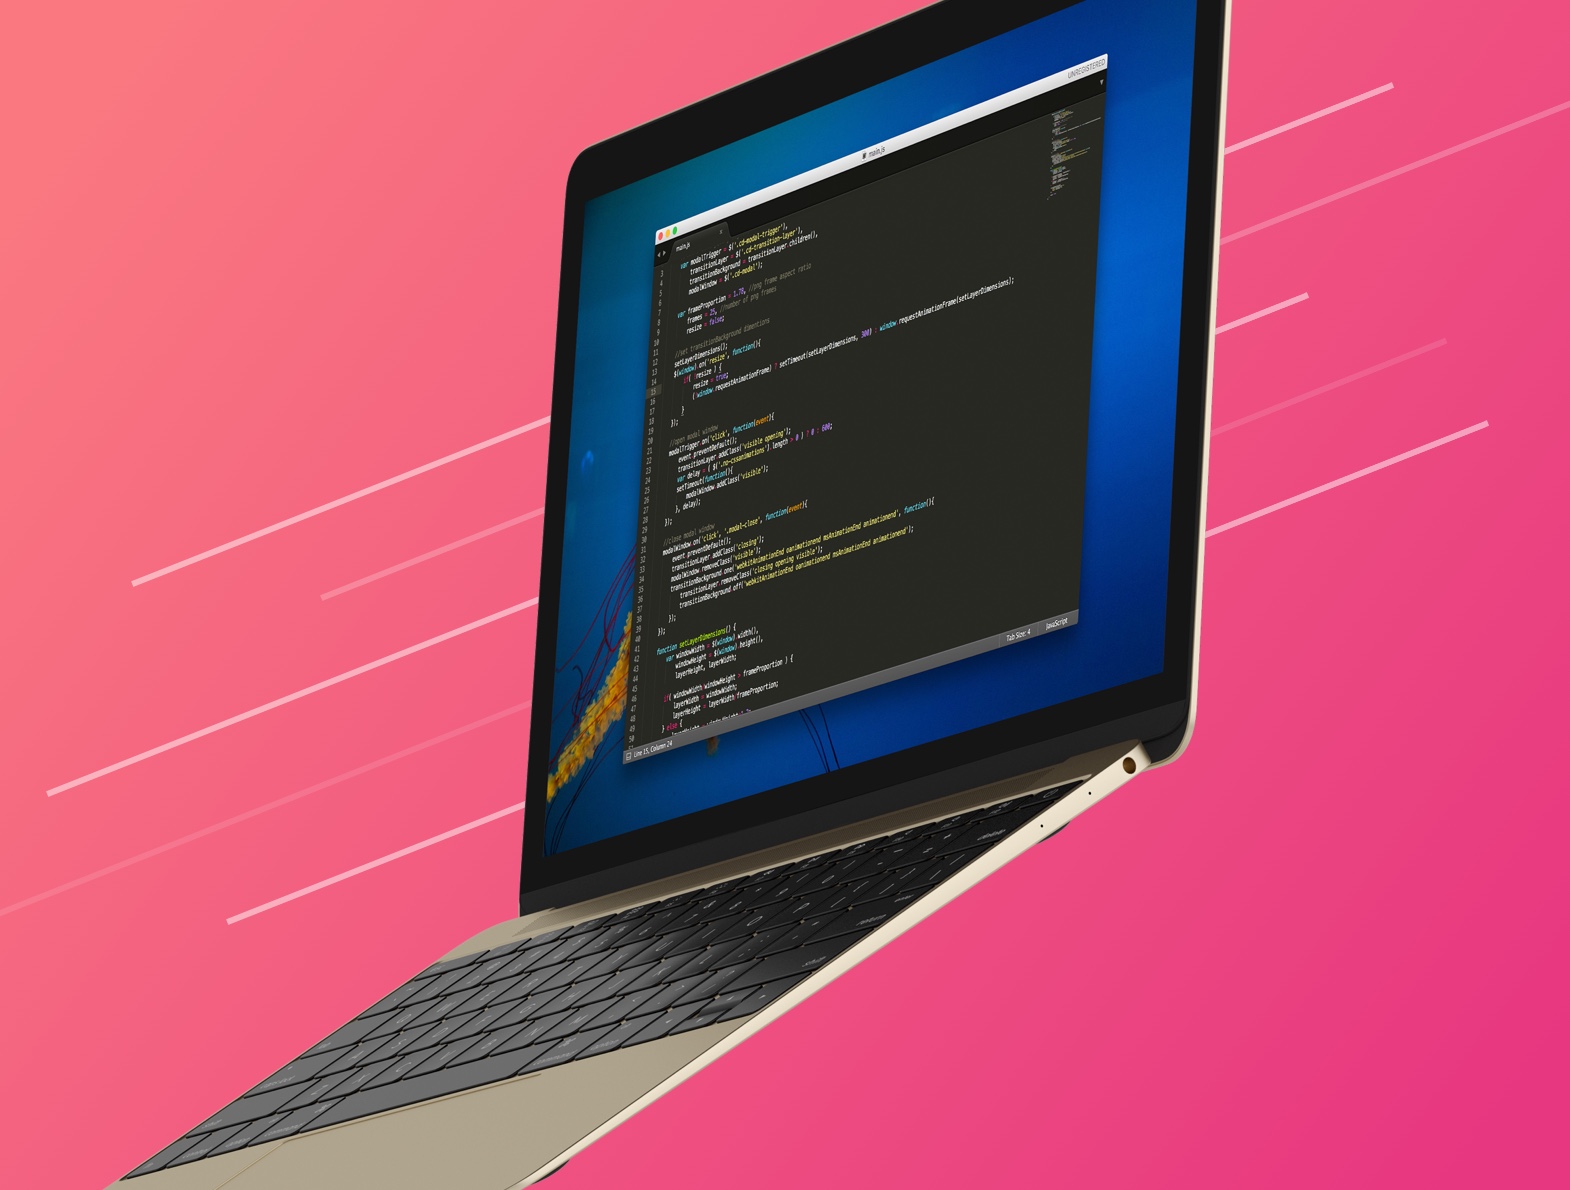 UNREGISTERED
main.js
main.js
var modalTrigger = $('.cd-modal-trigger'),
transitionLayer = $('.cd-transition-layer'),
transitionBackground = transitionLayer.children(),
modalWindow = $('.cd-modal');
var frameProportion = 1.78, //png frame aspect ratio
frames = 25, //number of png frames
resize = false;
//set transitionBackground dimentions
setLayerDimensions();
$(window).on('resize', function(){
if( !resize ) {
resize = true;
(!window.requestAnimationFrame) ? setTimeout(setLayerDimensions, 300) : window.requestAnimationFrame(setLayerDimensions);
}
});
//open modal window
modalTrigger.on('click', function(event){
event.preventDefault();
transitionLayer.addClass('visible opening');
var delay = ( $('.no-cssanimations').length > 0 ) ? 0 : 600;
setTimeout(function(){
modalWindow.addClass('visible');
}, delay);
});
//close modal window
modalWindow.on('click', '.modal-close', function(event){
event.preventDefault();
transitionLayer.addClass('closing');
modalWindow.removeClass('visible');
transitionBackground.one('webkitAnimationEnd oanimationend msAnimationEnd animationend', function(){
transitionLayer.removeClass('closing opening visible');
transitionBackground.off('webkitAnimationEnd oanimationend msAnimationEnd animationend');
});
});
function setLayerDimensions() {
var windowWidth = $(window).width(),
windowHeight = $(window).height(),
layerHeight, layerWidth;
if( windowWidth/windowHeight > frameProportion ) {
layerWidth = windowWidth;
layerHeight = layerWidth/frameProportion;
} else {
Line 15, Column 24
Tab Size: 4
JavaScript